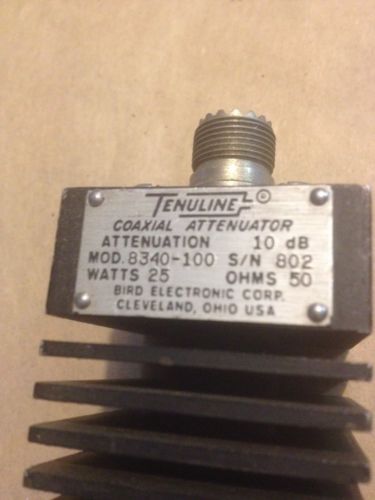 TENULINE ®
COAXIAL ATTENUATOR
ATTENUATION 10 dB
MOD. 8340-100 S/N 802
WATTS 25 OHMS 50
BIRD ELECTRONIC CORP.
CLEVELAND, OHIO USA